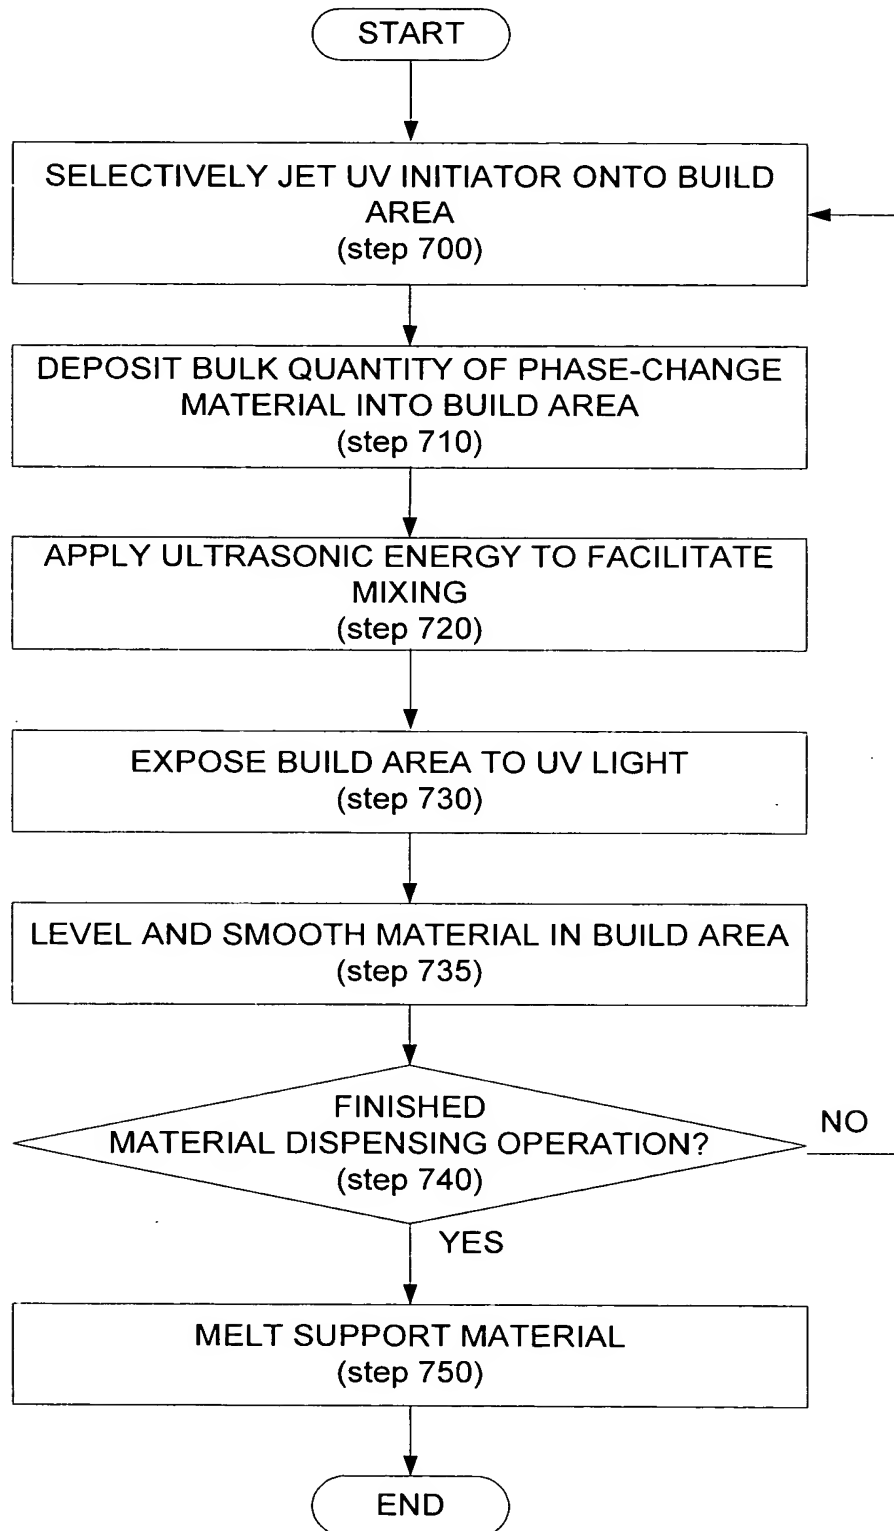 START
SELECTIVELY JET UV INITIATOR ONTO BUILD
AREA
(step 700)
DEPOSIT BULK QUANTITY OF PHASE-CHANGE
MATERIAL INTO BUILD AREA
(step 710)
APPLY ULTRASONIC ENERGY TO FACILITATE
MIXING
(step 720)
EXPOSE BUILD AREA TO UV LIGHT
(step 730)
LEVEL AND SMOOTH MATERIAL IN BUILD AREA
(step 735)
FINISHED
MATERIAL DISPENSING OPERATION?
(step 740)
NO
YES
MELT SUPPORT MATERIAL
(step 750)
END